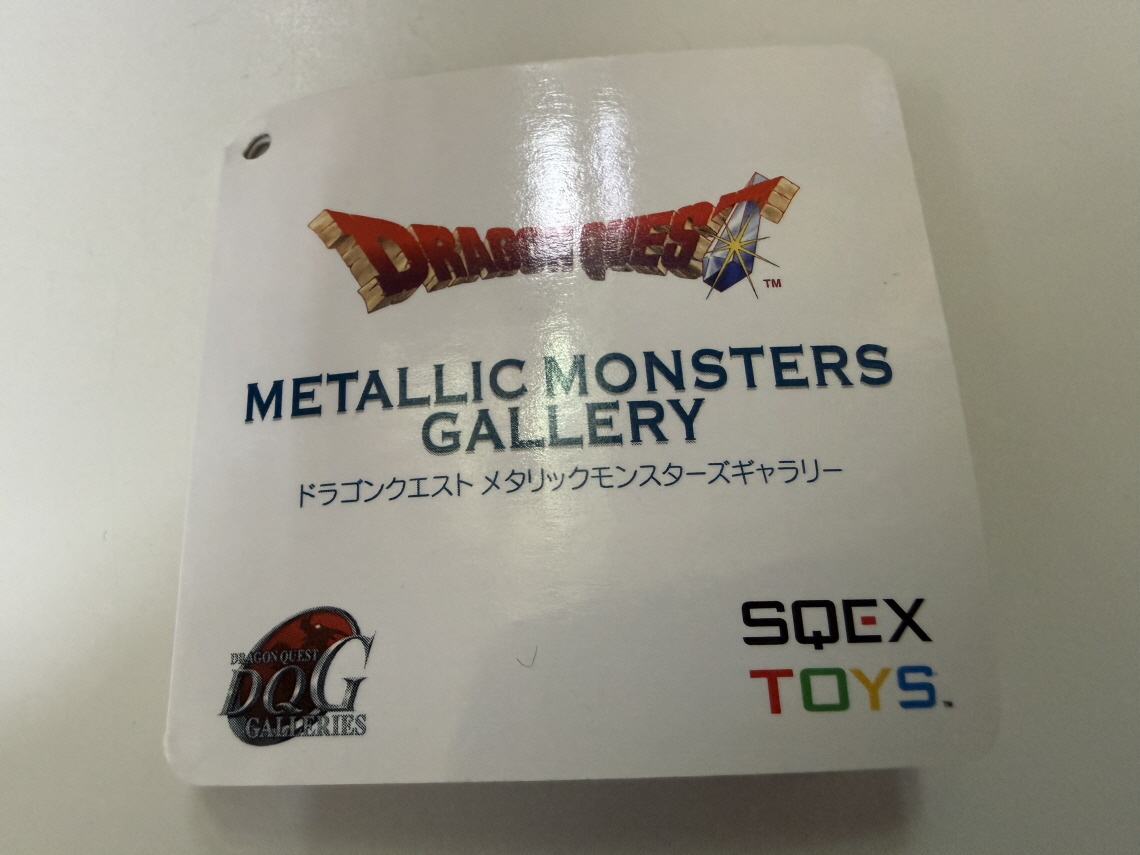 DRAGON QUEST
TM
METALLIC MONSTERS
GALLERY
ドラゴンクエスト メタリックモンスターズギャラリー
DRAGON QUEST
DQG
GALLERIES
SQEX
TOYS
TM